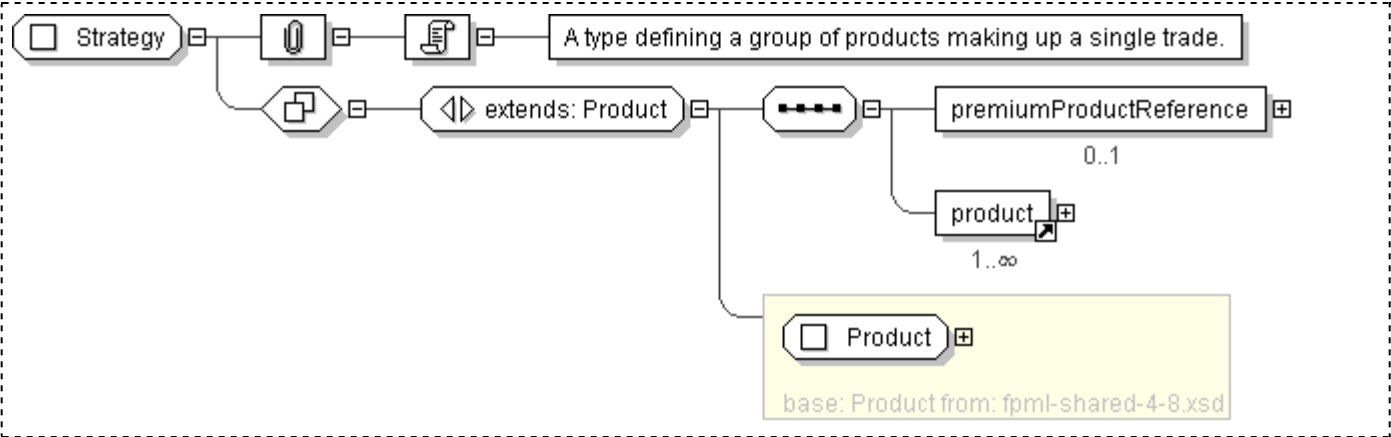 Strategy
A type defining a group of products making up a single trade.
extends: Product
premiumProductReference
0..1
product
1..∞
Product
base: Product from: fpml-shared-4-8.xsd